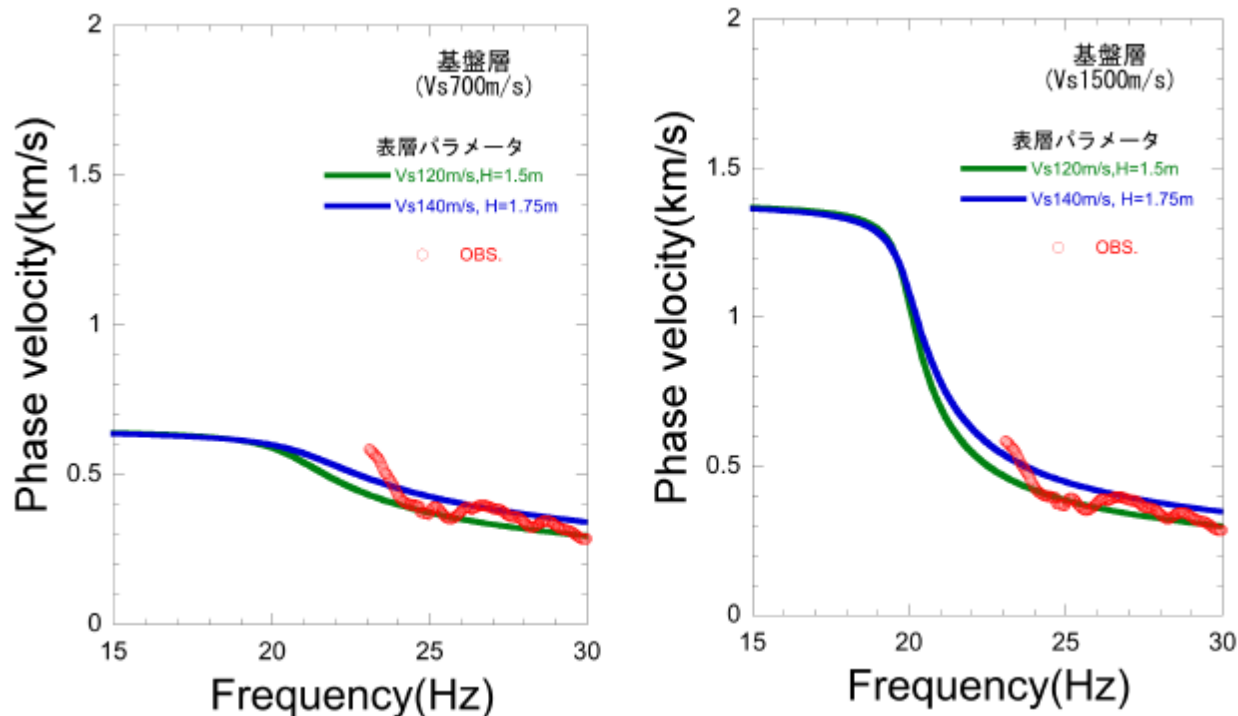 2
1.5
1
0.5
0
Phase velocity(km/s)
基盤層
(Vs700m/s)
表層パラメータ
Vs120m/s,H=1.5m
Vs140m/s, H=1.75m
OBS.
15
20
25
30
Frequency(Hz)
2
1.5
1
0.5
0
Phase velocity(km/s)
基盤層
(Vs1500m/s)
表層パラメータ
Vs120m/s,H=1.5m
Vs140m/s, H=1.75m
OBS.
15
20
25
30
Frequency(Hz)